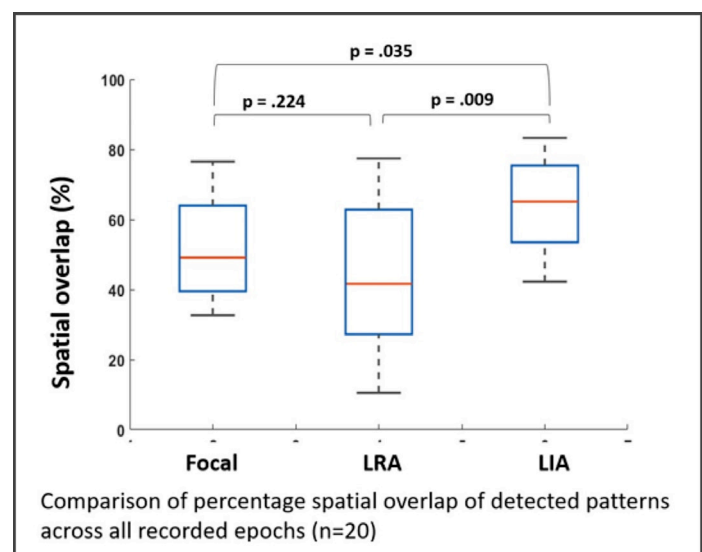 p = .035
p = .224
p = .009
100
80
60
40
20
0
Spatial overlap (%)
Focal
LRA
LIA
Comparison of percentage spatial overlap of detected patterns
across all recorded epochs (n=20)